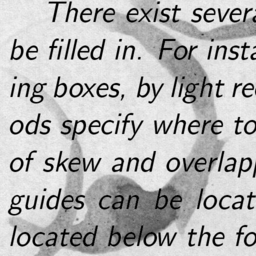 There exist severa
be filled in. For insta
ing boxes, by light re
ods specify where to
of skew and overlap
guides can be locat
located below the fo